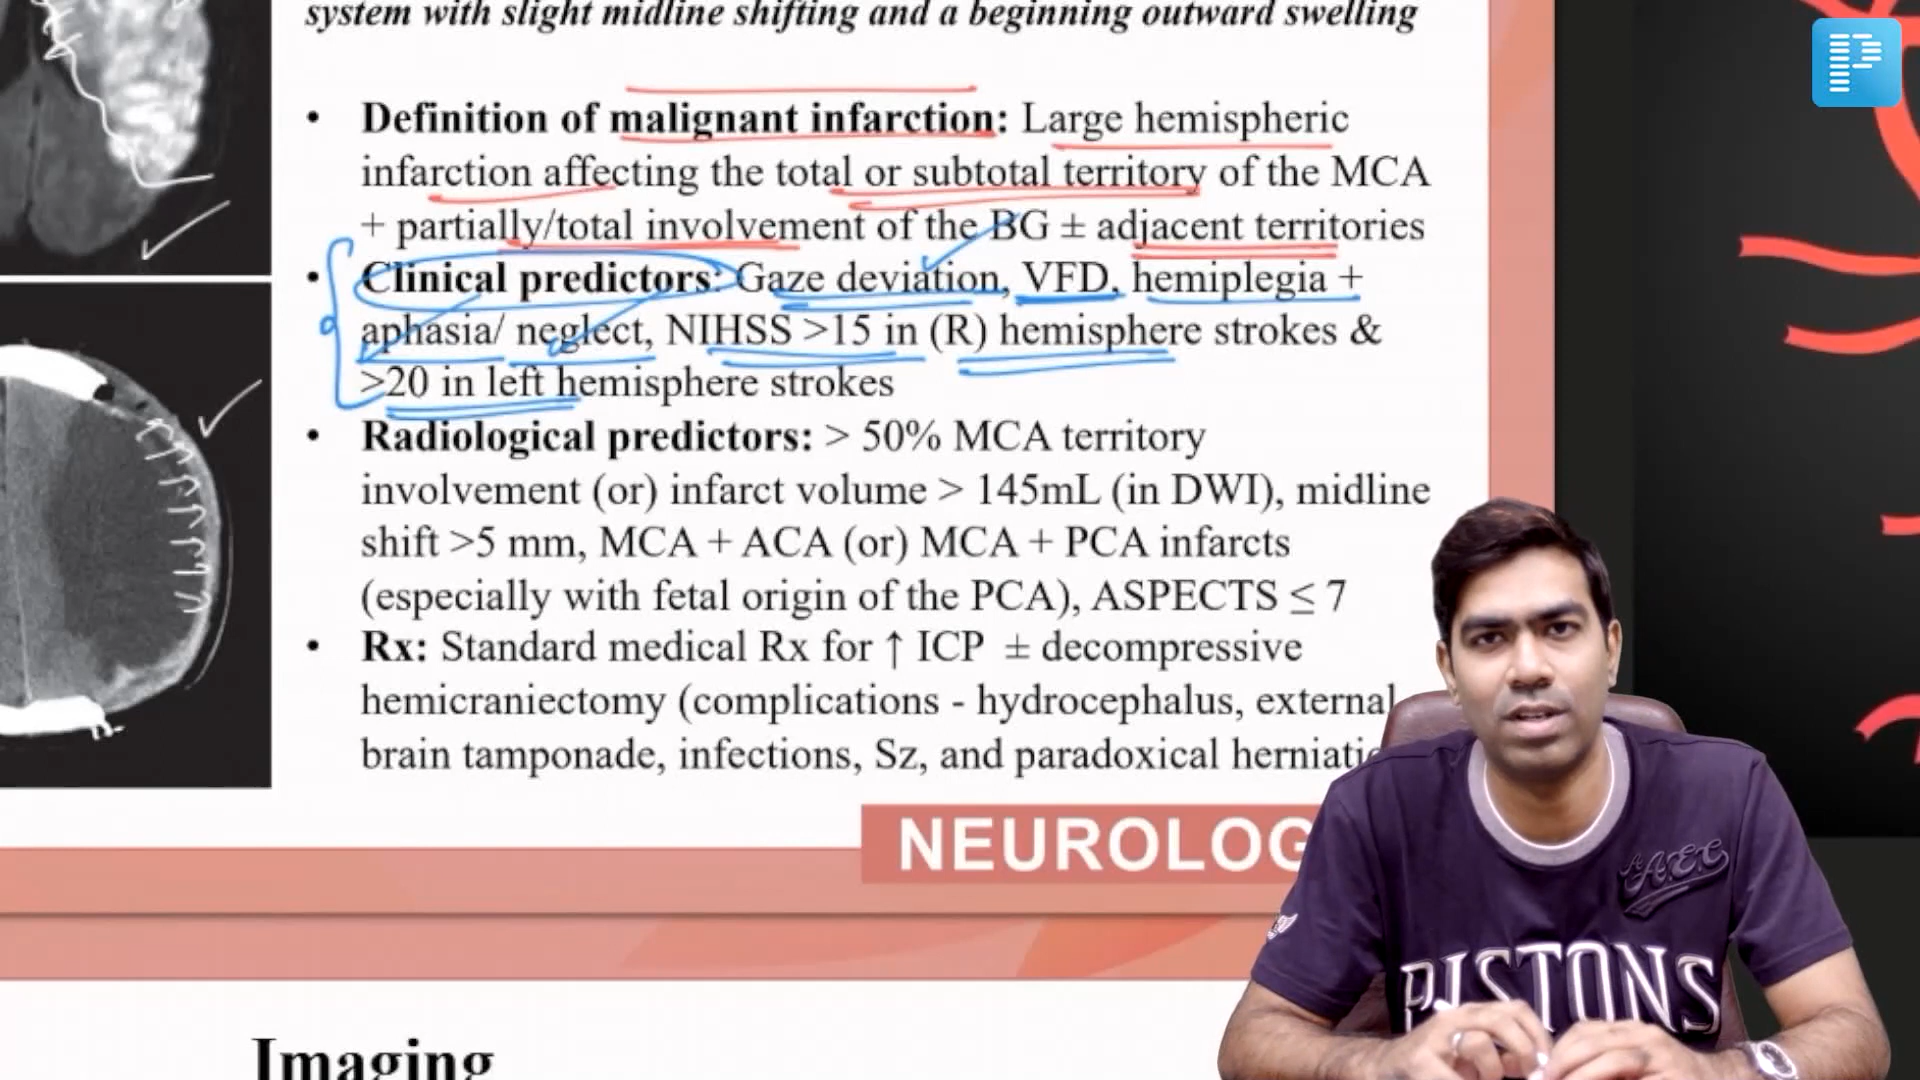 system with slight midline shifting and a beginning outward swelling
• Definition of malignant infarction: Large hemispheric
infarction affecting the total or subtotal territory of the MCA
+ partially/total involvement of the BG ± adjacent territories
• Clinical predictors: Gaze deviation, VFD, hemiplegia +
aphasia/ neglect, NIHSS >15 in (R) hemisphere strokes &
>20 in left hemisphere strokes
• Radiological predictors: > 50% MCA territory
involvement (or) infarct volume > 145mL (in DWI), midline
shift >5 mm, MCA + ACA (or) MCA + PCA infarcts
(especially with fetal origin of the PCA), ASPECTS ≤ 7
• Rx: Standard medical Rx for ↑ ICP ± decompressive
hemicraniectomy (complications - hydrocephalus, external
brain tamponade, infections, Sz, and paradoxical herniatio
NEUROLOG
PISTONS
Imaging